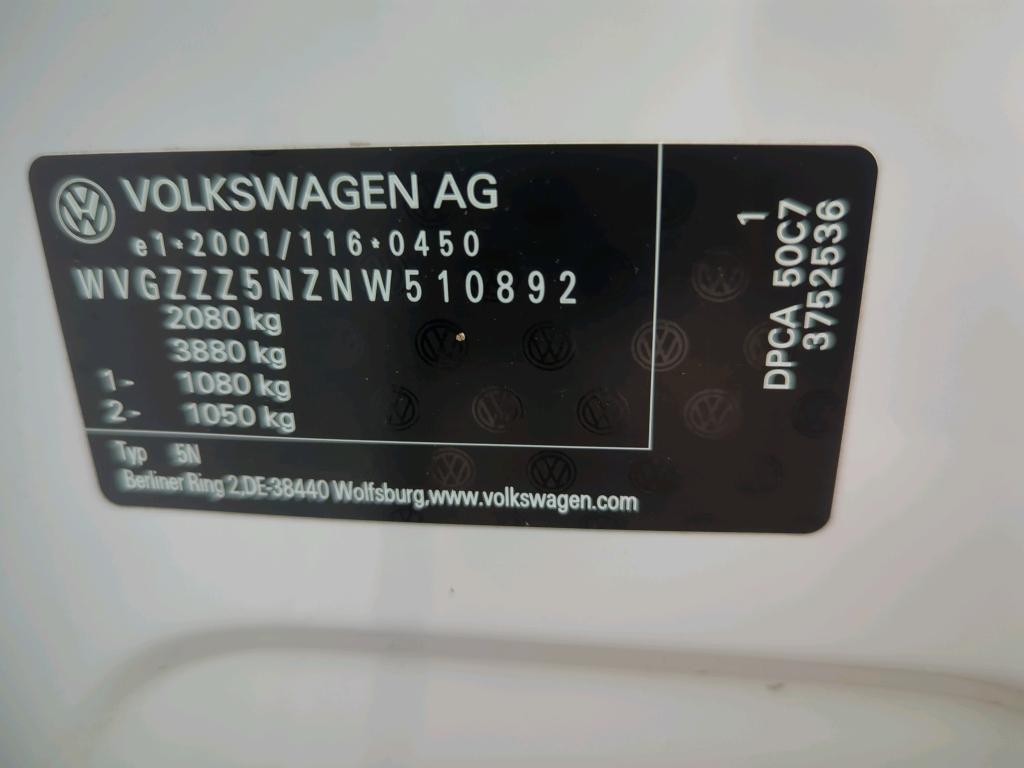 VOLKSWAGEN AG
e1*2001/116*0450
WVGZZZ5NZNW510892
2080 kg
3880 kg
1- 1080 kg
2- 1050 kg
Typ 5N
Berliner Ring 2,DE-38440 Wolfsburg,www.volkswagen.com
1
DPCA 50C7
3752536